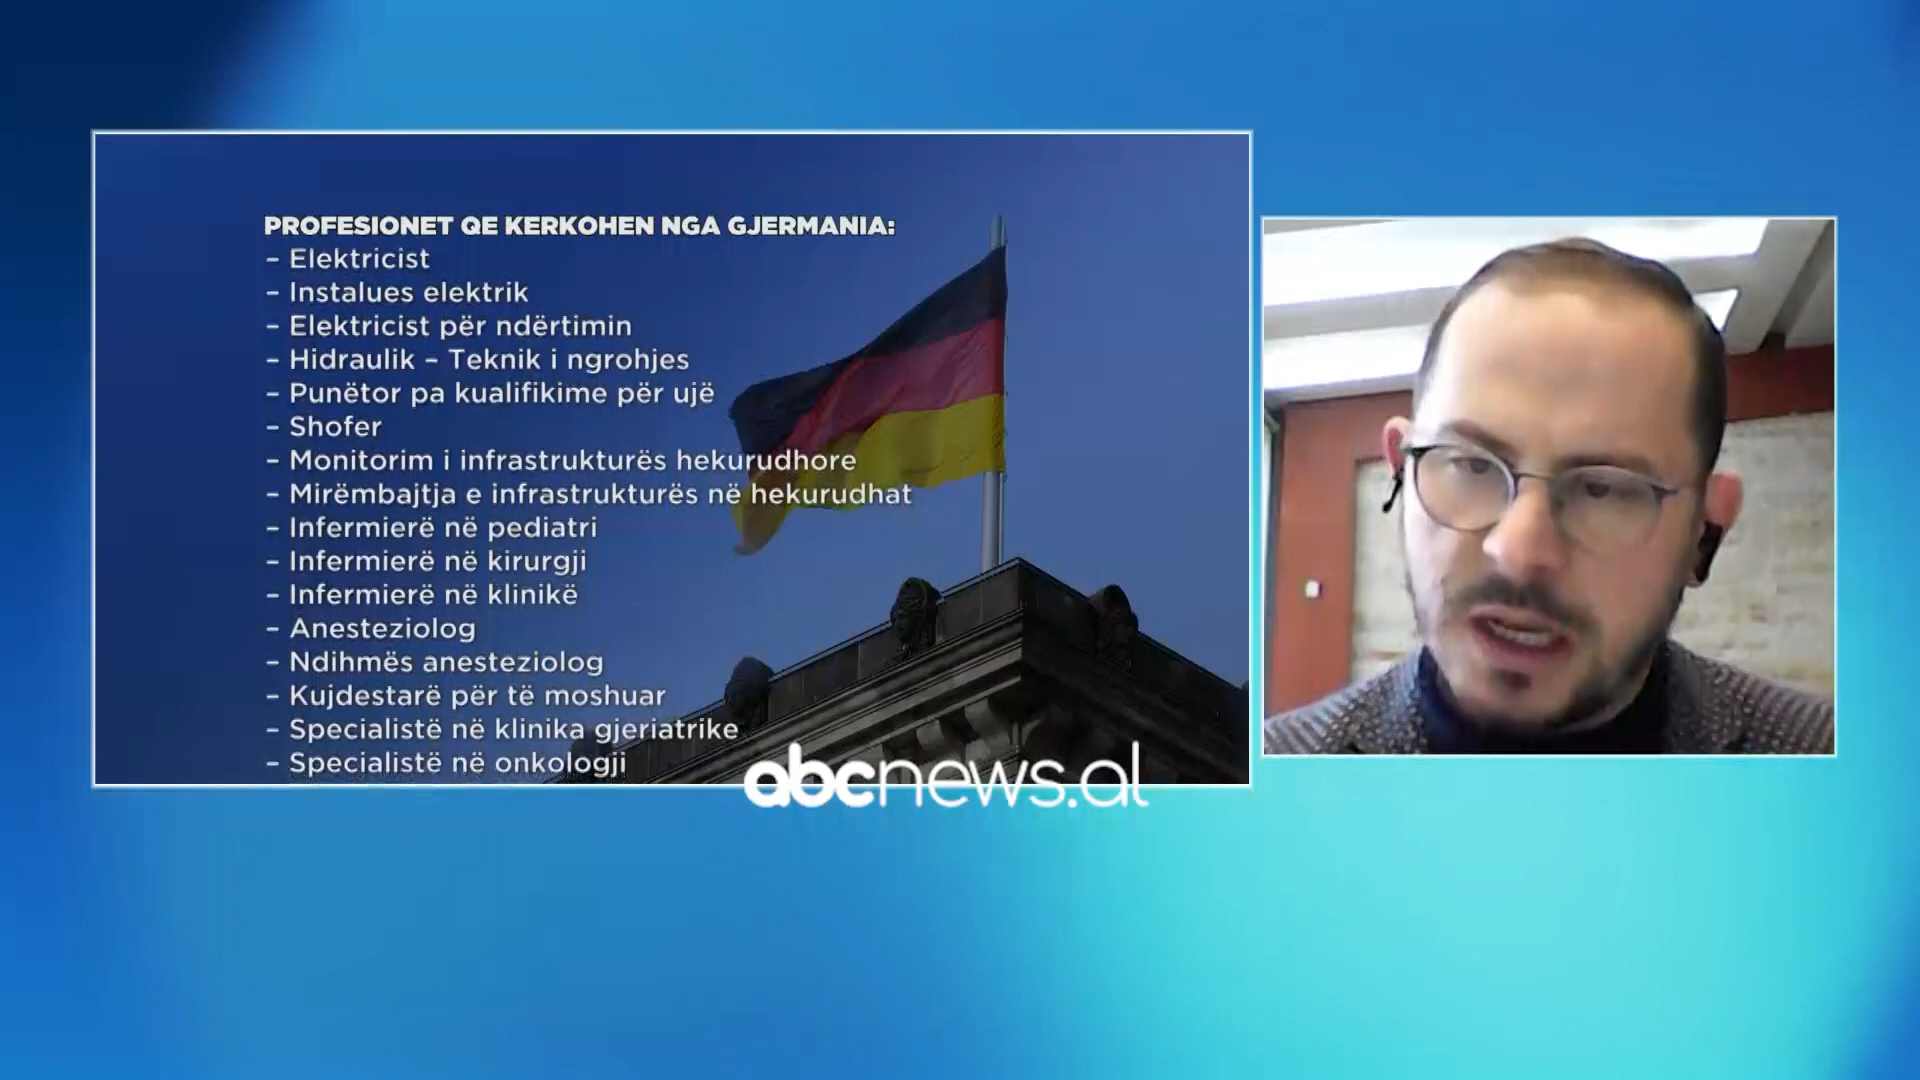 PROFESIONET QE KERKOHEN NGA GJERMANIA:
– Elektricist
– Instalues elektrik
– Elektricist për ndërtimin
– Hidraulik – Teknik i ngrohjes
– Punëtor pa kualifikime për ujë
– Shofer
– Monitorim i infrastrukturës hekurudhore
– Mirëmbajtja e infrastrukturës në hekurudhat
– Infermierë në pediatri
– Infermierë në kirurgji
– Infermierë në klinikë
– Anesteziolog
– Ndihmës anesteziolog
– Kujdestarë për të moshuar
– Specialistë në klinika gjeriatrike
– Specialistë në onkologji
abcnews.al